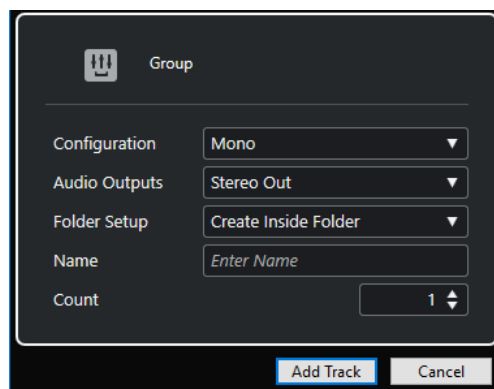 Group
Configuration Mono
Audio Outputs Stereo Out
Folder Setup Create Inside Folder
Name Enter Name
Count 1
Add Track Cancel